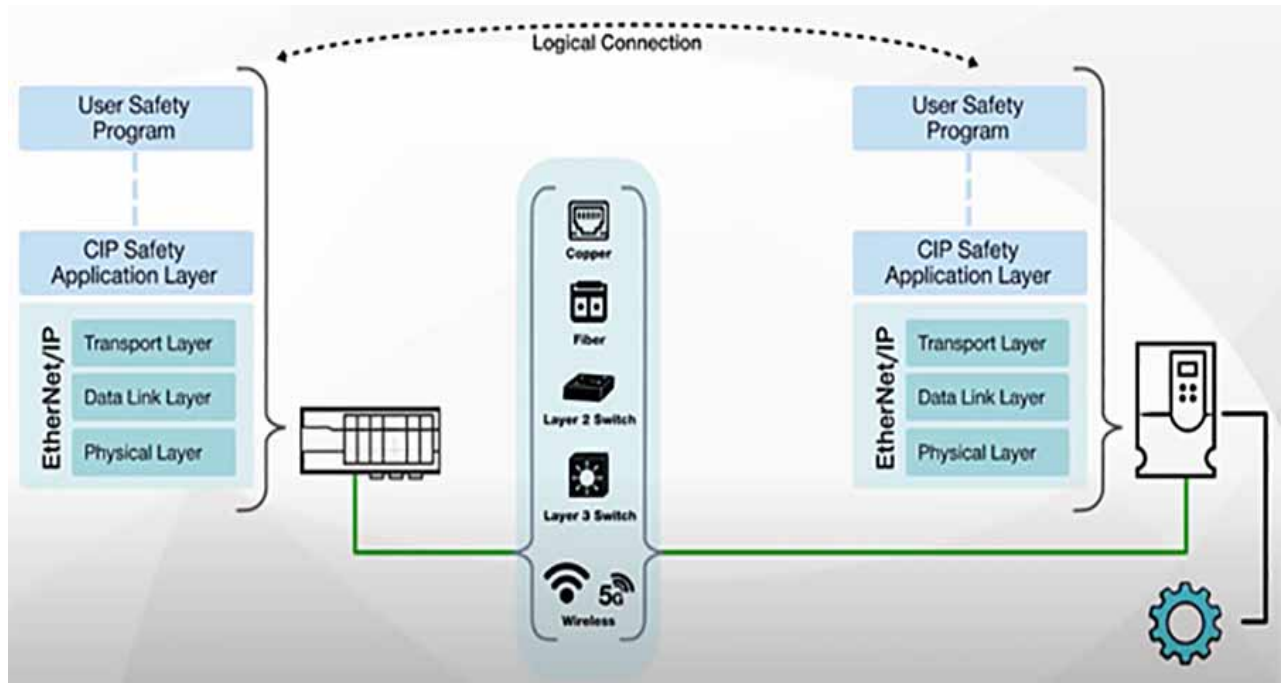 Logical Connection
User Safety
Program
CIP Safety
Application Layer
EtherNet/IP
Transport Layer
Data Link Layer
Physical Layer
Copper
Fiber
Layer 2 Switch
Layer 3 Switch
5G
Wireless
User Safety
Program
CIP Safety
Application Layer
EtherNet/IP
Transport Layer
Data Link Layer
Physical Layer